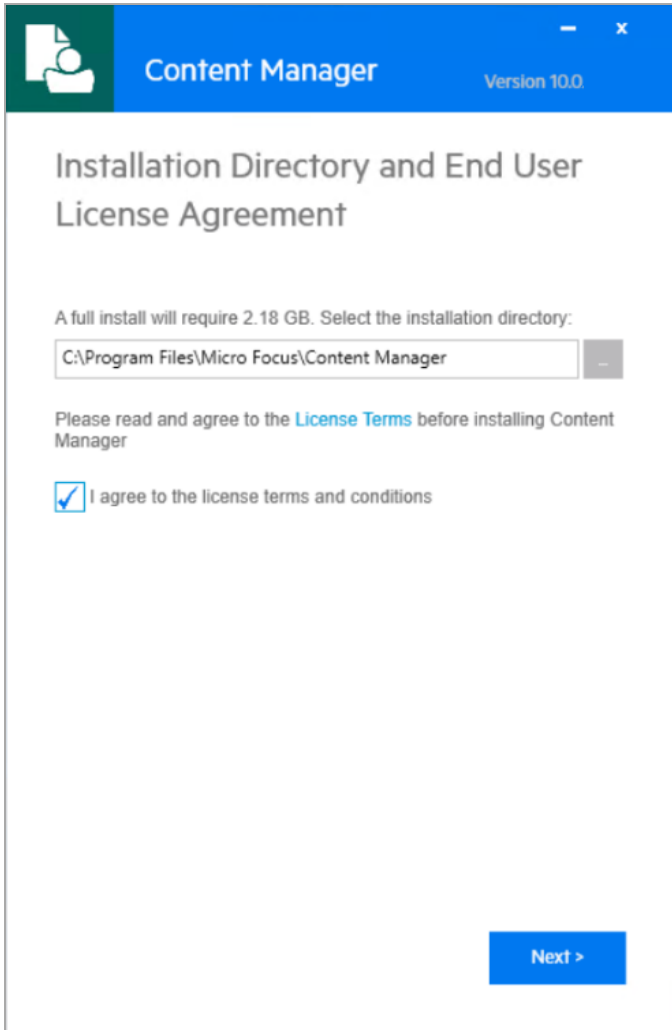 Content Manager
Version 10.0
Installation Directory and End User
License Agreement
A full install will require 2.18 GB. Select the installation directory:
C:\Program Files\Micro Focus\Content Manager
...
Please read and agree to the License Terms before installing Content
Manager
I agree to the license terms and conditions
Next >